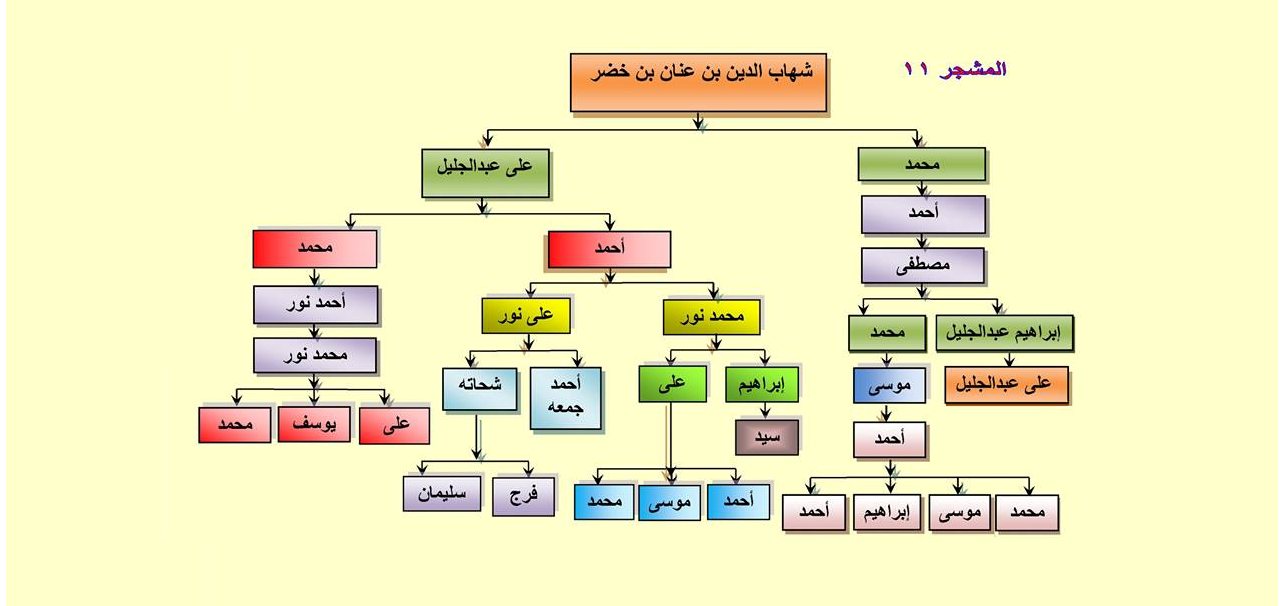 المشجر ١١
شهاب الدين بن عنان بن خضر
محمد
على عبدالجليل
أحمد
مصطفى
أحمد
محمد
إبراهيم عبدالجليل
محمد
محمد نور
على نور
أحمد نور
على عبدالجليل
موسى
إبراهيم
على
أحمد
جمعه
شحاته
محمد نور
أحمد
سيد
على
يوسف
محمد
محمد
موسى
إبراهيم
أحمد
أحمد
موسى
محمد
فرج
سليمان